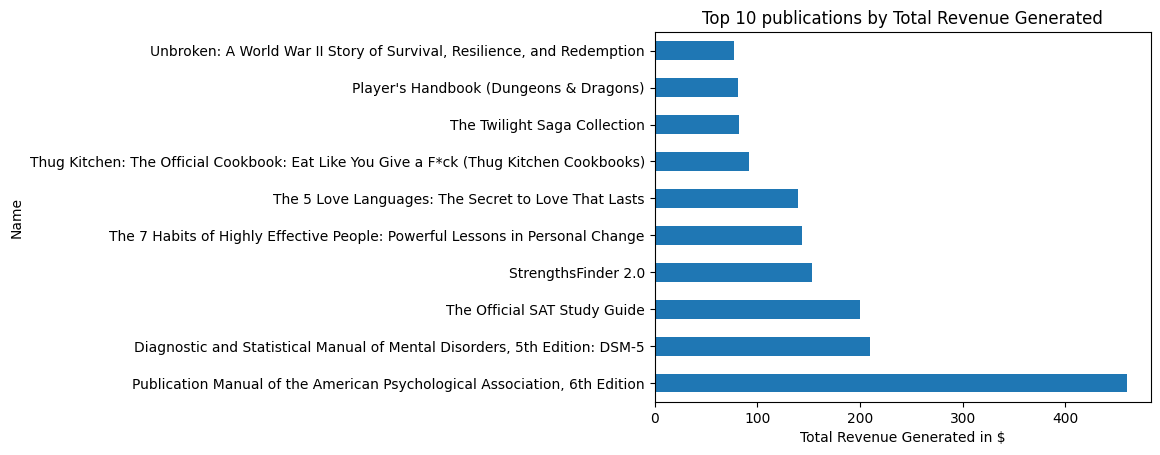 Top 10 publications by Total Revenue Generated
Unbroken: A World War II Story of Survival, Resilience, and Redemption
Player's Handbook (Dungeons & Dragons)
The Twilight Saga Collection
Thug Kitchen: The Official Cookbook: Eat Like You Give a F*ck (Thug Kitchen Cookbooks)
The 5 Love Languages: The Secret to Love That Lasts
The 7 Habits of Highly Effective People: Powerful Lessons in Personal Change
StrengthsFinder 2.0
The Official SAT Study Guide
Diagnostic and Statistical Manual of Mental Disorders, 5th Edition: DSM-5
Publication Manual of the American Psychological Association, 6th Edition
Name
0 100 200 300 400
Total Revenue Generated in $